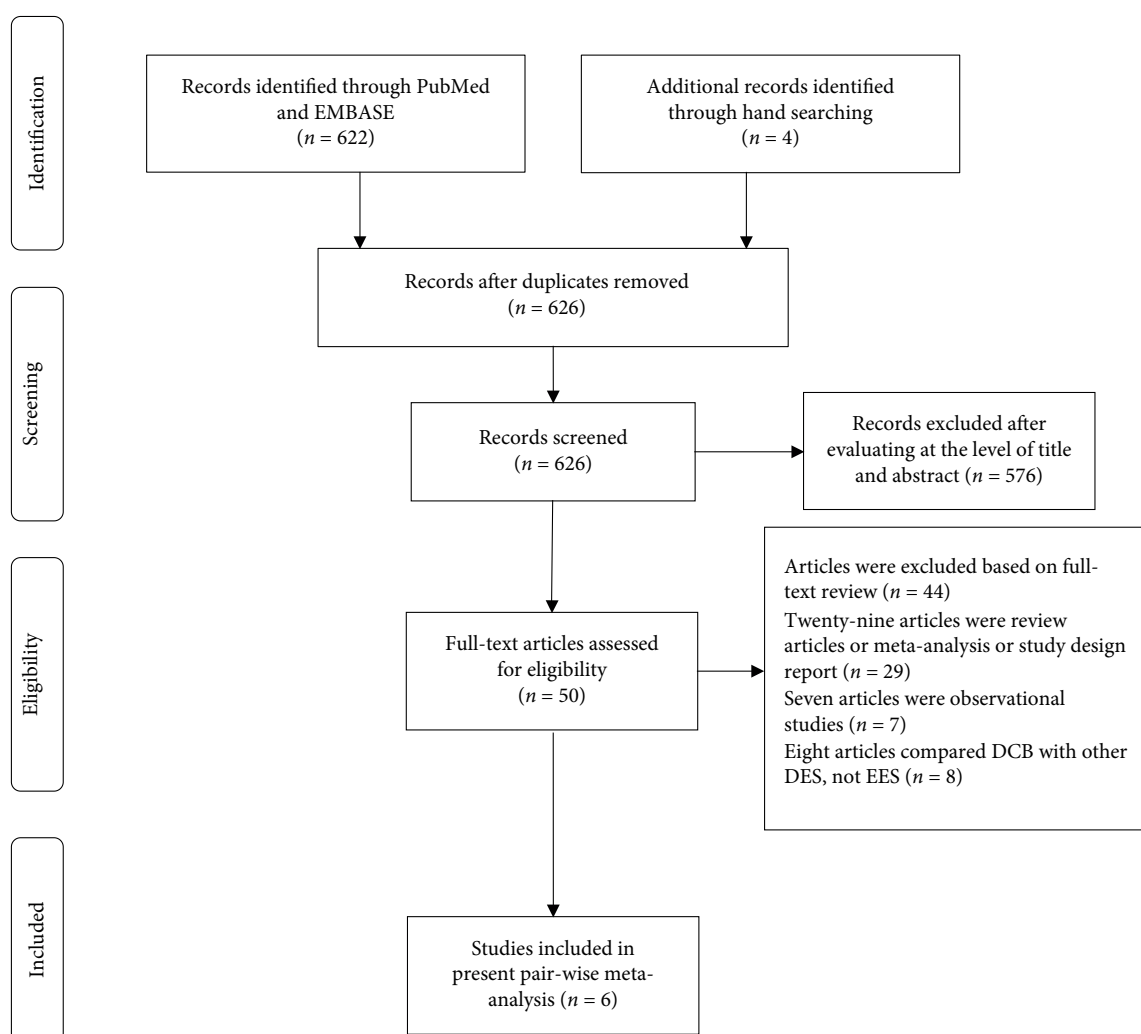 Identification
Records identified through PubMed
and EMBASE
(n = 622)
Additional records identified
through hand searching
(n = 4)
Records after duplicates removed
(n = 626)
Screening
Records screened
(n = 626)
Records excluded after
evaluating at the level of title
and abstract (n = 576)
Eligibility
Full-text articles assessed
for eligibility
(n = 50)
Articles were excluded based on full-
text review (n = 44)
Twenty-nine articles were review
articles or meta-analysis or study design
report (n = 29)
Seven articles were observational
studies (n = 7)
Eight articles compared DCB with other
DES, not EES (n = 8)
Included
Studies included in
present pair-wise meta-
analysis (n = 6)